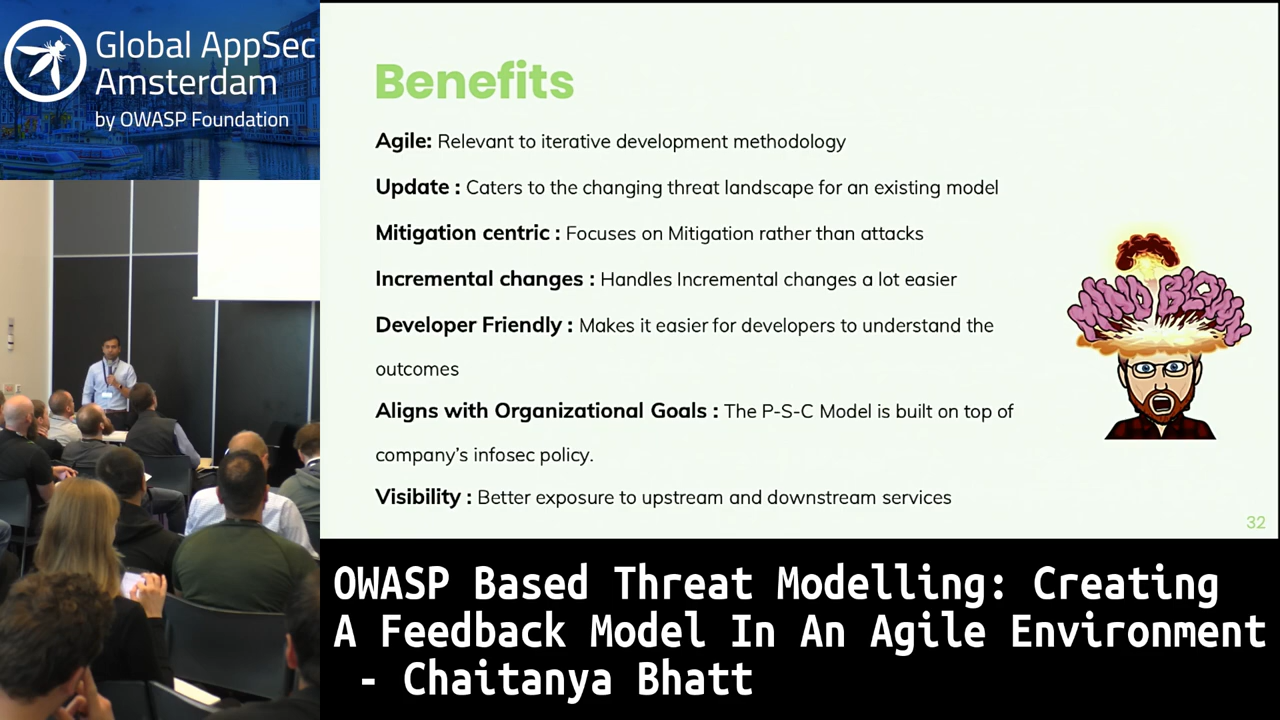 Global AppSec
Amsterdam
by OWASP Foundation
Benefits
Agile: Relevant to iterative development methodology
Update : Caters to the changing threat landscape for an existing model
Mitigation centric : Focuses on Mitigation rather than attacks
Incremental changes : Handles Incremental changes a lot easier
Developer Friendly : Makes it easier for developers to understand the
outcomes
Aligns with Organizational Goals : The P-S-C Model is built on top of
company's infosec policy.
Visibility : Better exposure to upstream and downstream services
MIND BLOWN
32
OWASP Based Threat Modelling: Creating
A Feedback Model In An Agile Environment
- Chaitanya Bhatt